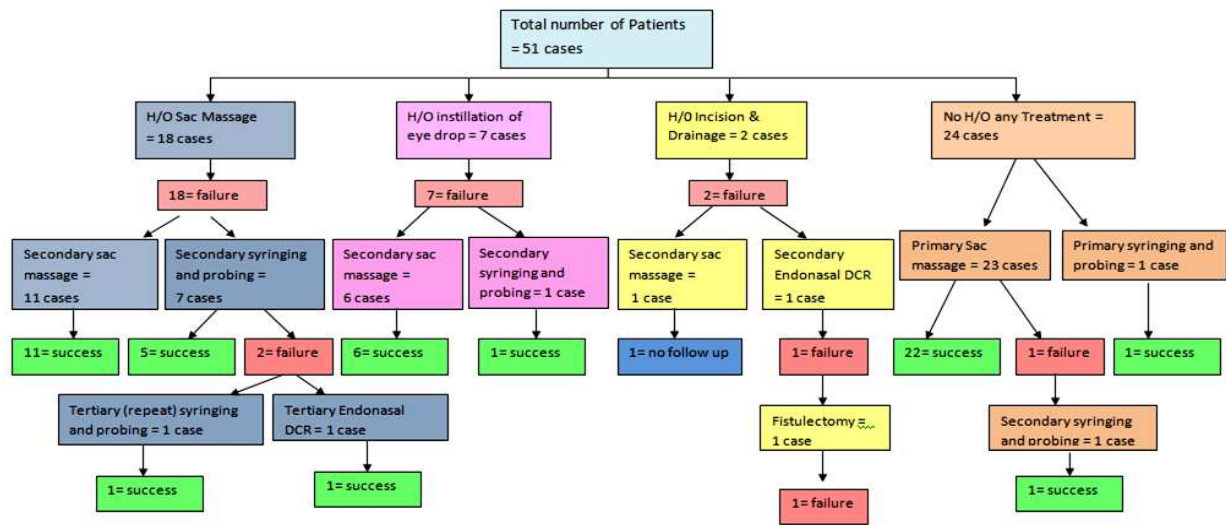 Total number of Patients
= 51 cases
H/O Sac Massage
= 18 cases
H/O instillation of
eye drop = 7 cases
H/0 Incision &
Drainage = 2 cases
No H/O any Treatment =
24 cases
18= failure
7= failure
2= failure
Secondary sac
massage =
11 cases
Secondary syringing
and probing =
7 cases
Secondary sac
massage =
6 cases
Secondary
syringing and
probing = 1 case
Secondary sac
massage =
1 case
Secondary
Endonasal DCR
= 1 case
Primary Sac
massage = 23 cases
Primary syringing and
probing = 1 case
11= success
5= success
2= failure
6= success
1= success
1= no follow up
1= failure
22= success
1= failure
1= success
Tertiary (repeat) syringing
and probing = 1 case
Tertiary Endonasal
DCR = 1 case
Fistulectomy =
1 case
Secondary syringing
and probing = 1 case
1= success
1= success
1= failure
1= success